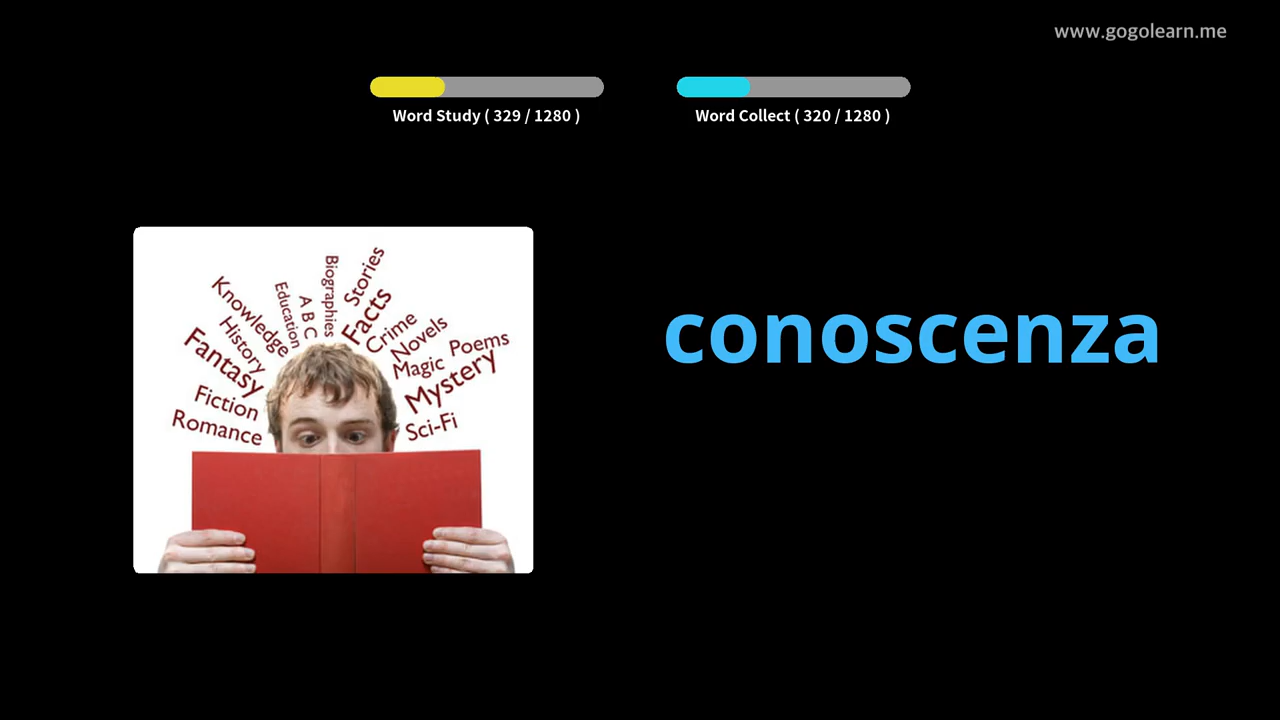 www.gogolearn.me
Word Study ( 329 / 1280 )
Word Collect ( 320 / 1280 )
Stories
Biographies
Facts
A B C
Education
Knowledge
History
Fantasy
Fiction
Romance
Crime
Novels
Poems
Magic
Mystery
Sci-Fi
conoscenza